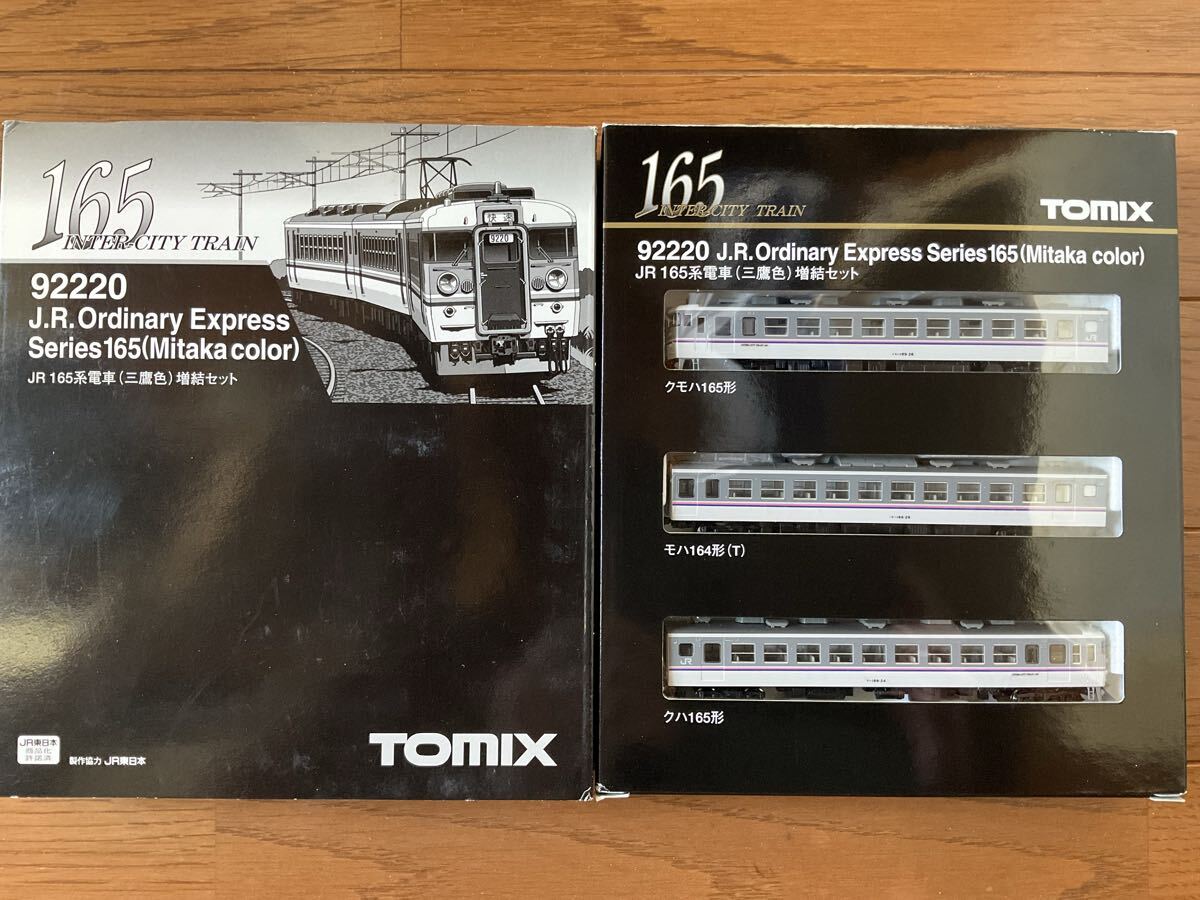 165
INTER-CITY TRAIN
快速
9220
92220
J.R.Ordinary Express
Series165(Mitaka color)
JR 165系電車(三鷹色)増結セット
JR東日本
商品化
許諾済
製作協力 JR東日本
TOMIX
165
INTER-CITY TRAIN
TOMIX
92220 J.R.Ordinary Express Series165(Mitaka color)
JR 165系電車(三鷹色)増結セット
JR
クモハ165形
モハ164形(T)
JR
クハ165形